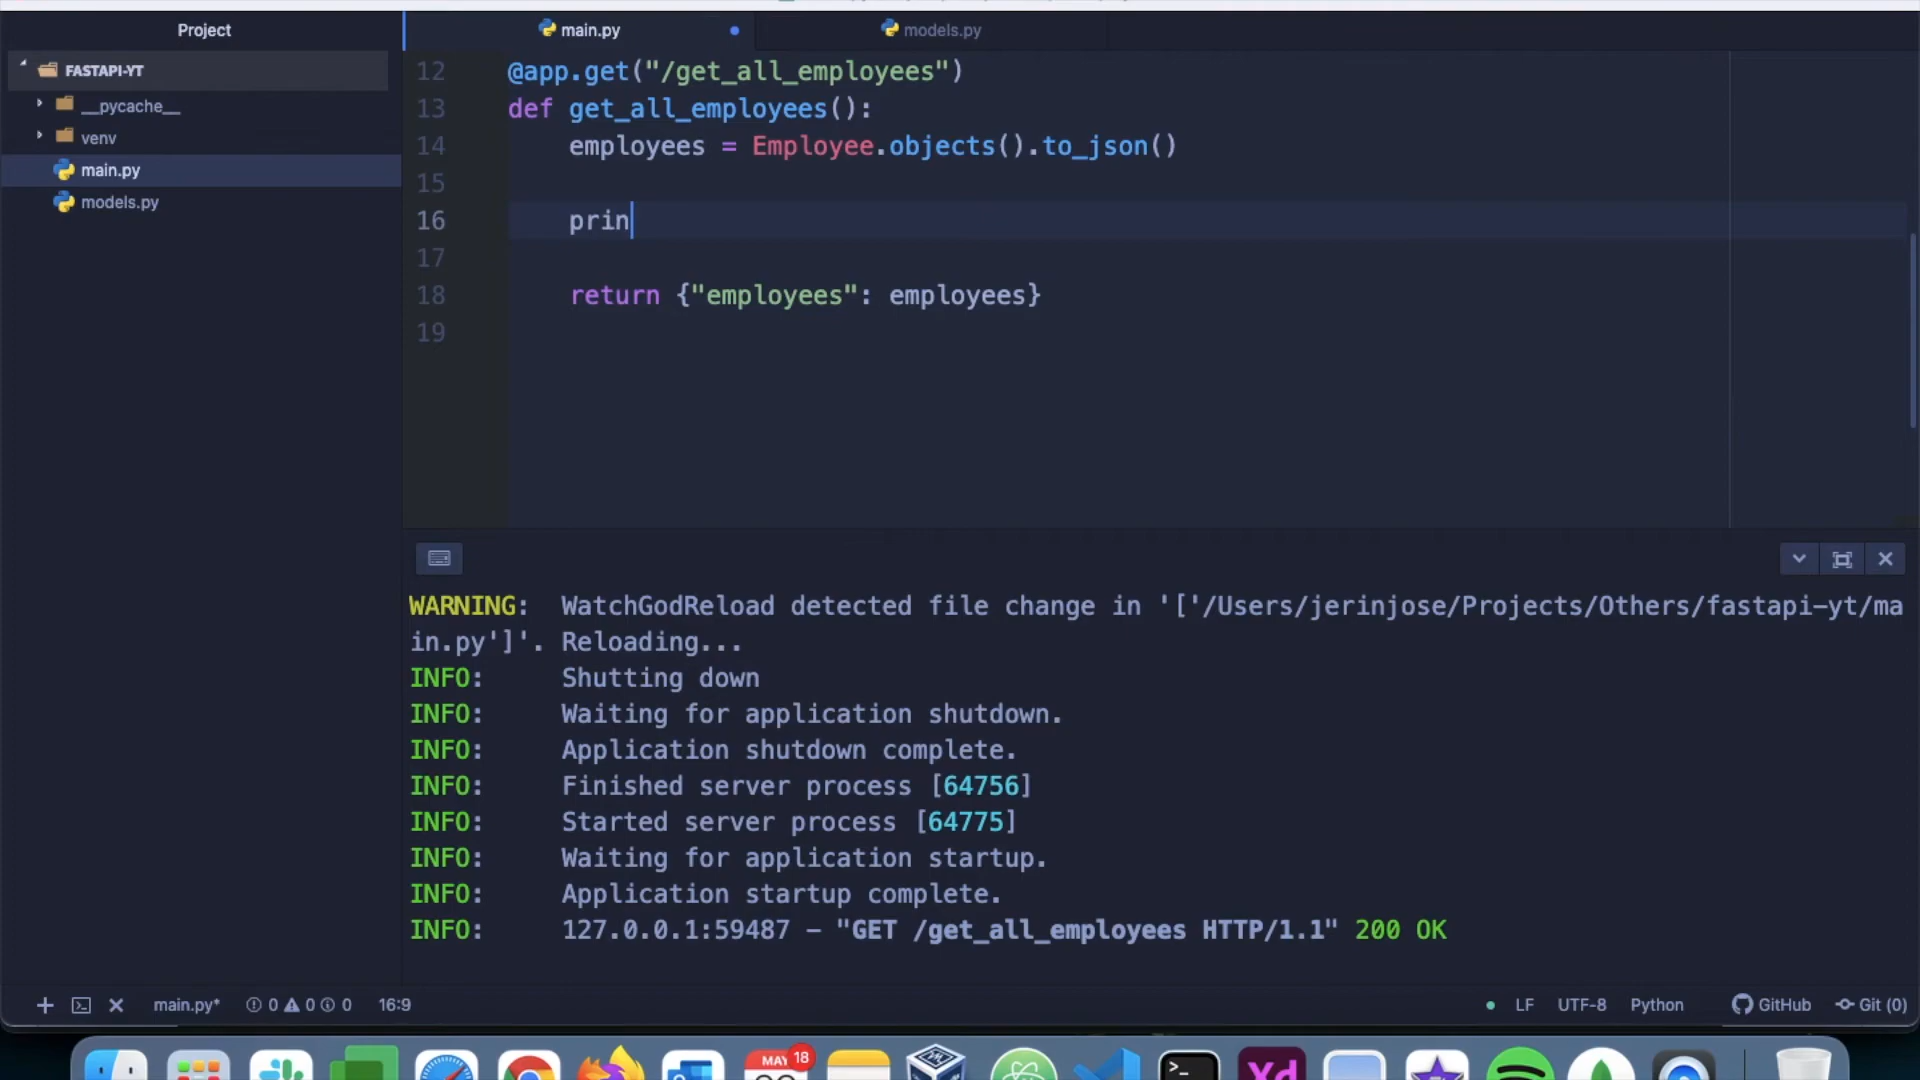 Project
main.py
models.py
FASTAPI-YT
__pycache__
venv
main.py
models.py
12 @app.get("/get_all_employees")
13 def get_all_employees():
14     employees = Employee.objects().to_json()
15
16     prin
17
18     return {"employees": employees}
19
WARNING:  WatchGodReload detected file change in '['/Users/jerinjose/Projects/Others/fastapi-yt/ma
in.py']'. Reloading...
INFO:     Shutting down
INFO:     Waiting for application shutdown.
INFO:     Application shutdown complete.
INFO:     Finished server process [64756]
INFO:     Started server process [64775]
INFO:     Waiting for application startup.
INFO:     Application startup complete.
INFO:     127.0.0.1:59487 – "GET /get_all_employees HTTP/1.1" 200 OK
main.py* 0 0 0 16:9 LF UTF-8 Python GitHub Git (0)
MAY 18
Xd